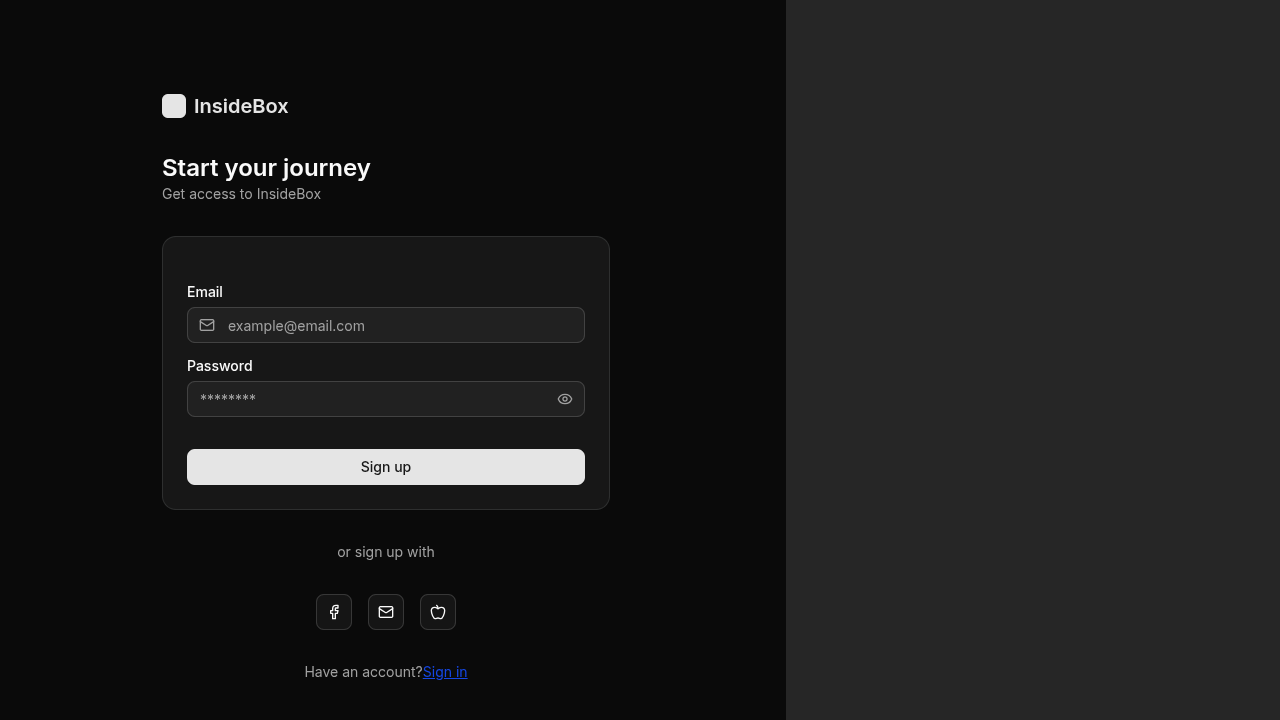 InsideBox
Start your journey
Get access to InsideBox
Email
example@email.com
Password
********
Sign up
or sign up with
Have an account?Sign in